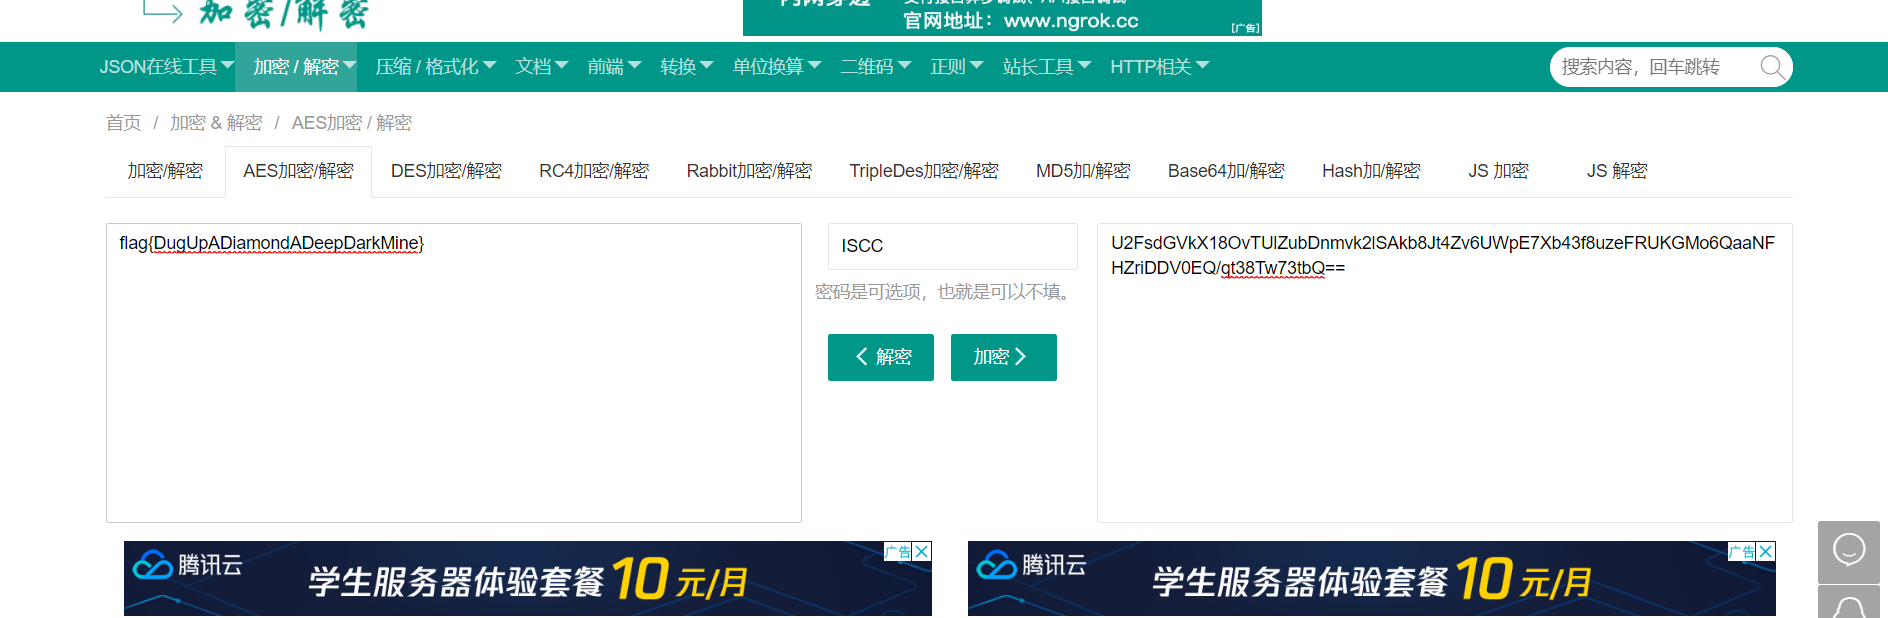 加密/解密
官网地址：www.ngrok.cc
[广告]
JSON在线工具 加密 / 解密 压缩 / 格式化 文档 前端 转换 单位换算 二维码 正则 站长工具 HTTP相关 搜索内容，回车跳转
首页 / 加密 & 解密 / AES加密 / 解密
加密/解密 AES加密/解密 DES加密/解密 RC4加密/解密 Rabbit加密/解密 TripleDes加密/解密 MD5加/解密 Base64加/解密 Hash加/解密 JS 加密 JS 解密
flag{DugUpADiamondADeepDarkMine}
ISCC
密码是可选项，也就是可以不填。
解密 加密
U2FsdGVkX18OvTUlZubDnmvk2lSAkb8Jt4Zv6UWpE7Xb43f8uzeFRUKGMo6QaaNF
HZriDDV0EQ/qt38Tw73tbQ==
腾讯云 学生服务器体验套餐10元/月 广告
腾讯云 学生服务器体验套餐10元/月 广告